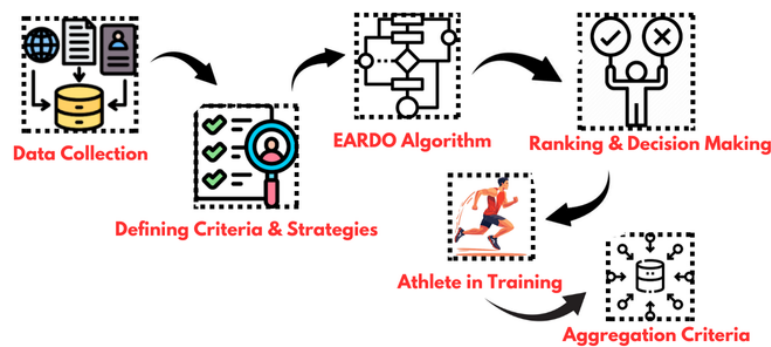 Data Collection
Defining Criteria & Strategies
EARDO Algorithm
Ranking & Decision Making
Athlete in Training
Aggregation Criteria